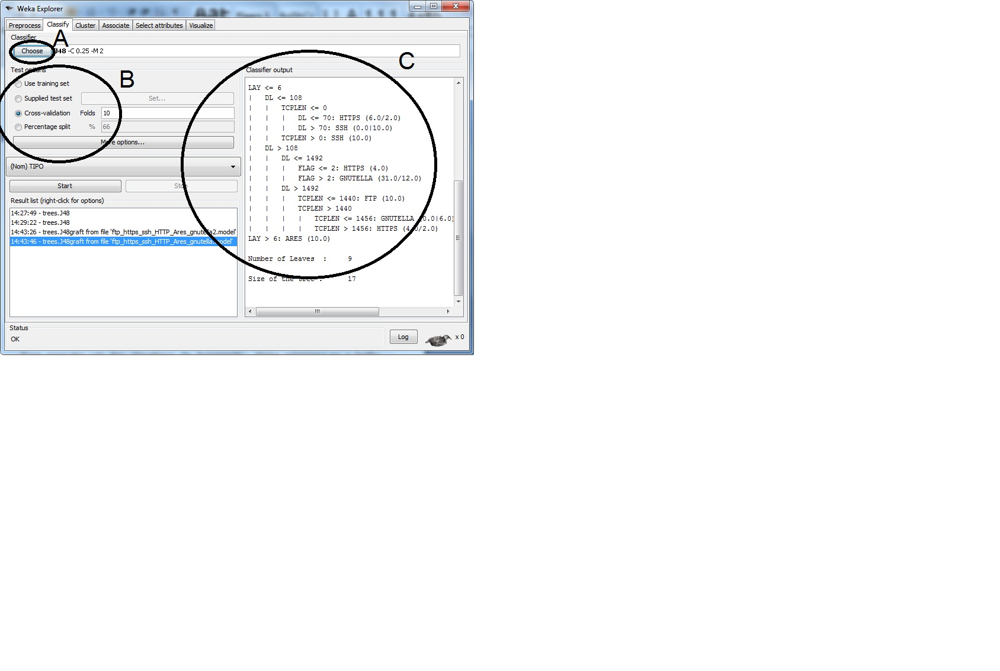 Weka Explorer
Preprocess Classify Cluster Associate Select attributes Visualize
Classifier
A
Choose J48 -C 0.25 -M 2
Test options
B
Use training set
Supplied test set Set...
Cross-validation Folds 10
Percentage split % 66
More options...
(Nom) TIPO
Start Stop
Result list (right-click for options)
14:27:49 - trees.J48
14:29:22 - trees.J48
14:43:26 - trees.J48graft from file 'ftp_https_ssh_HTTP_Ares_gnutella2.model'
14:43:46 - trees.J48graft from file 'ftp_https_ssh_HTTP_Ares_gnutella.model'
C
Classifier output
LAY <= 6
| DL <= 108
| | TCPLEN <= 0
| | | DL <= 70: HTTPS (6.0/2.0)
| | | DL > 70: SSH (0.0|10.0)
| | TCPLEN > 0: SSH (10.0)
| DL > 108
| | DL <= 1492
| | | FLAG <= 2: HTTPS (4.0)
| | | FLAG > 2: GNUTELLA (31.0/12.0)
| | DL > 1492
| | | TCPLEN <= 1440: FTP (10.0)
| | | TCPLEN > 1440
| | | | TCPLEN <= 1456: GNUTELLA (0.0|6.0)
| | | | TCPLEN > 1456: HTTPS (4.0/2.0)
LAY > 6: ARES (10.0)
Number of Leaves : 9
Size of the tree : 17
Status
OK
Log x 0